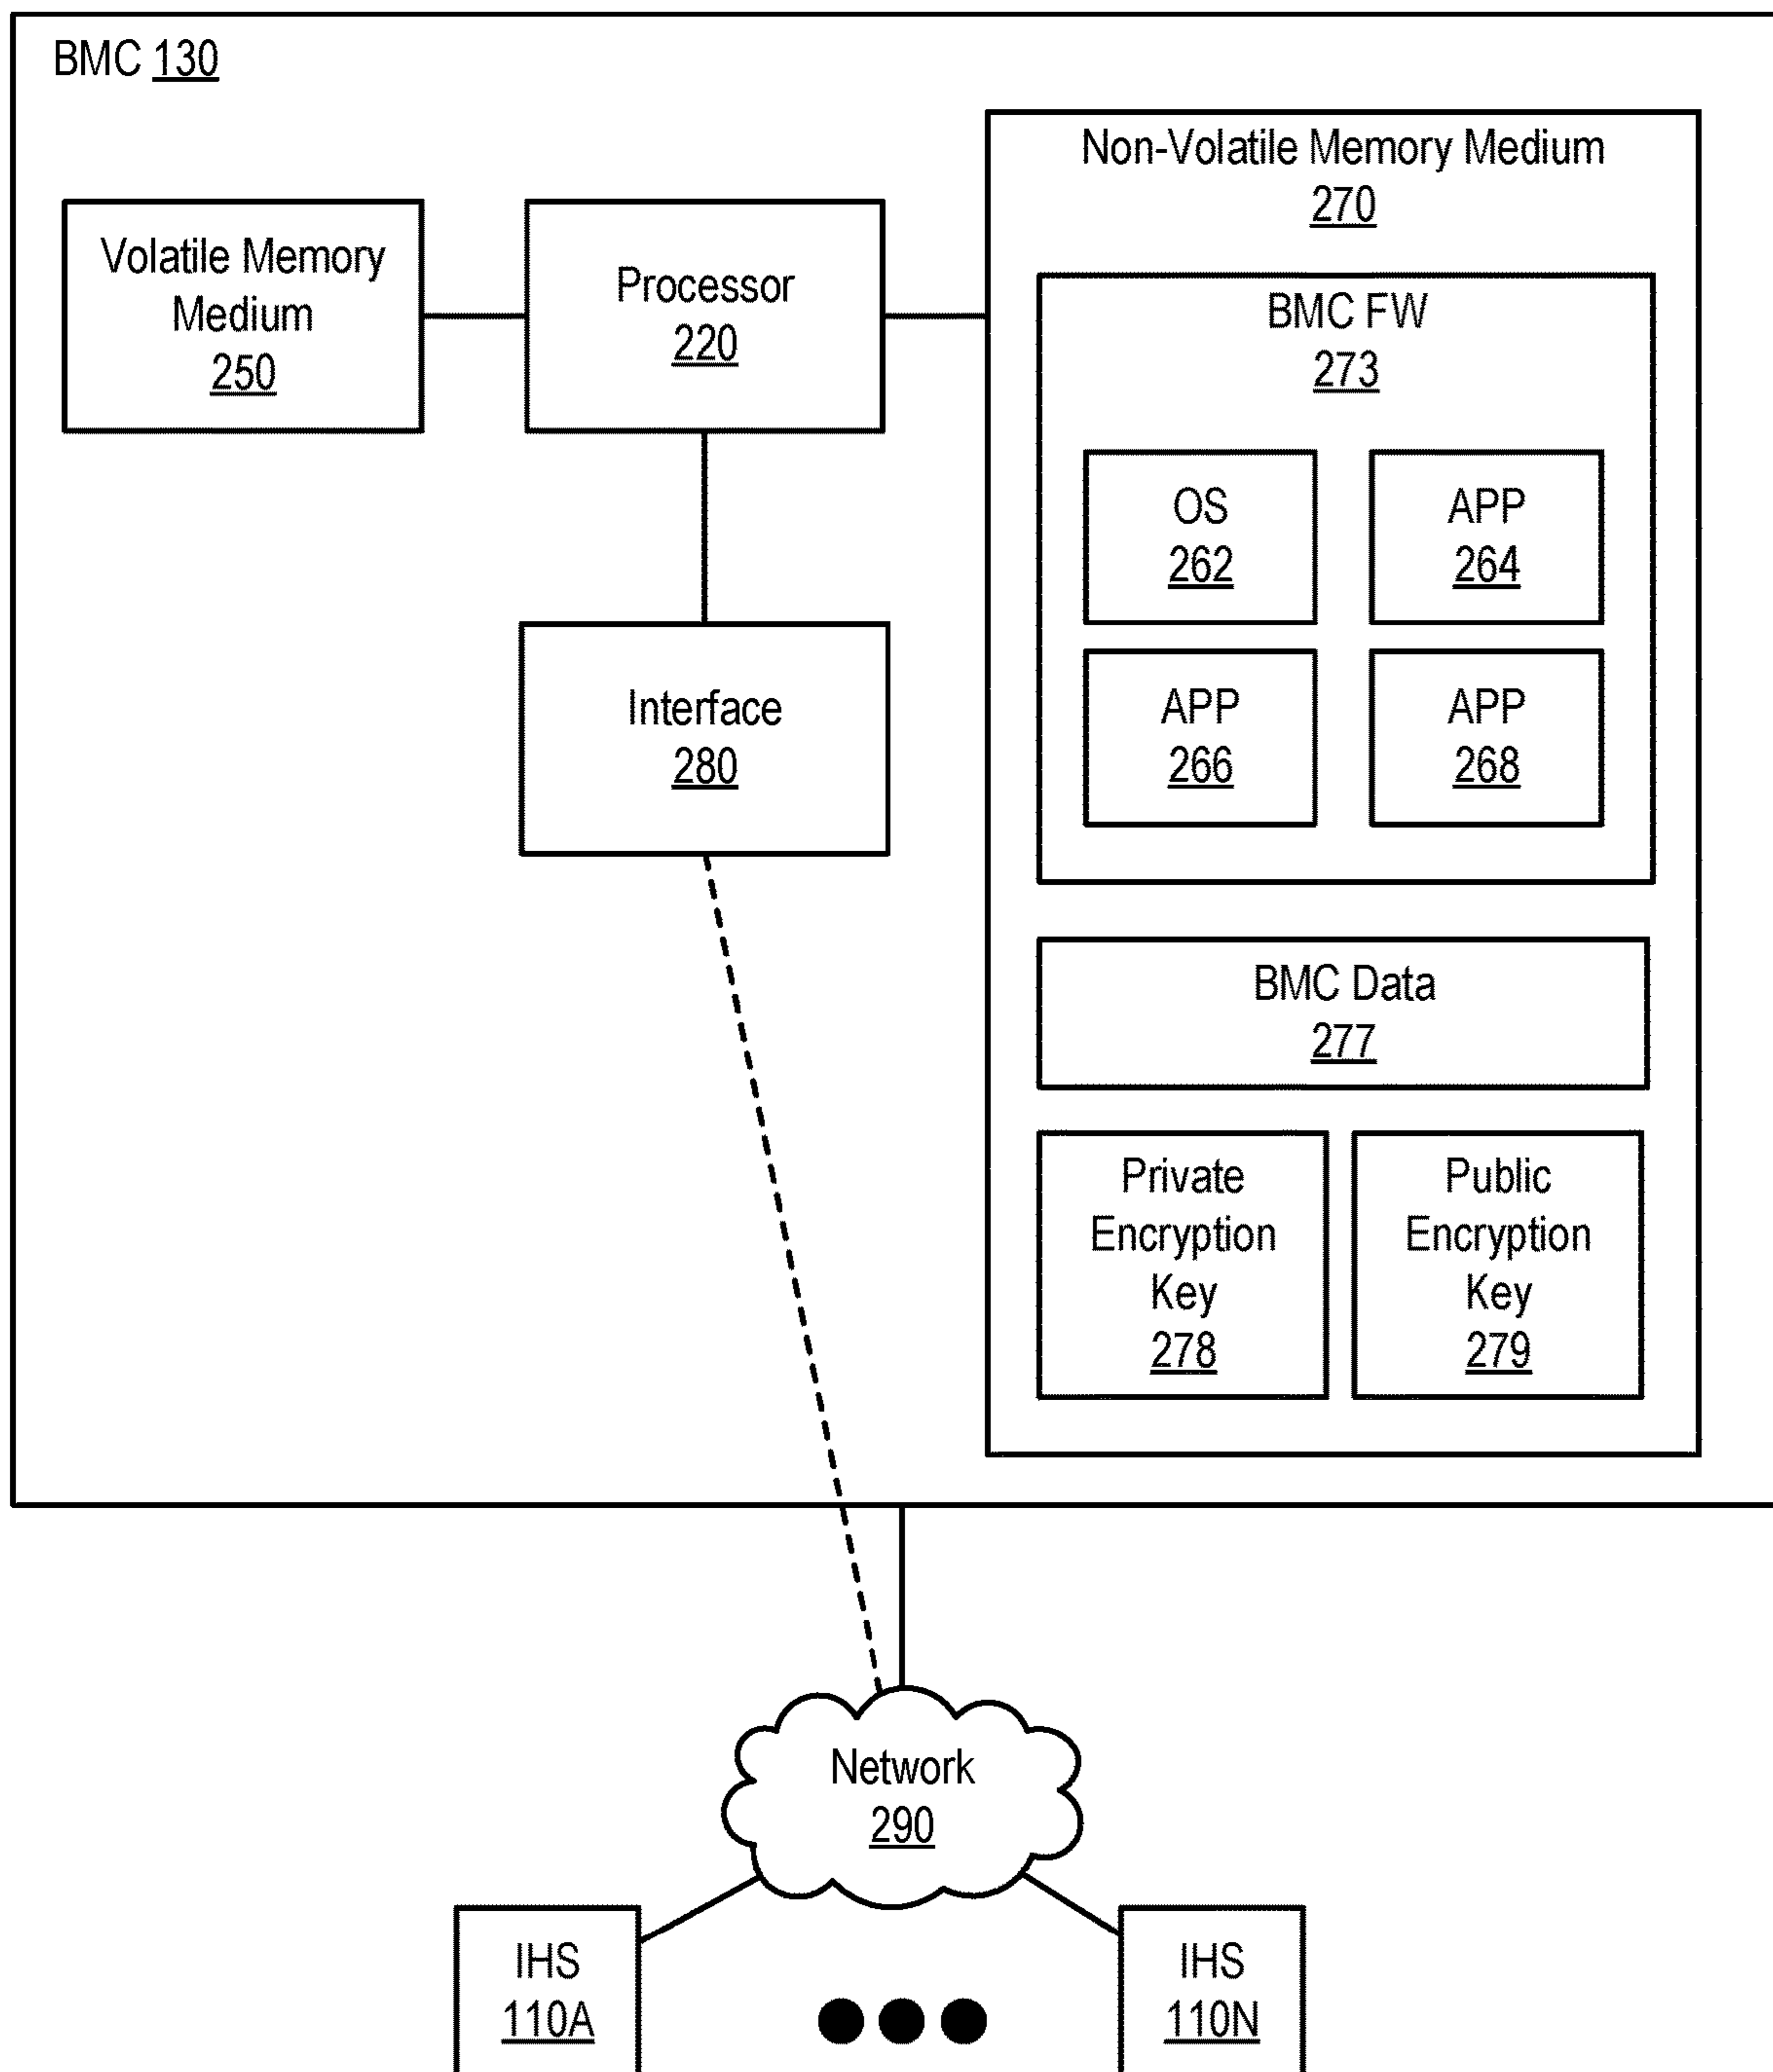 BMC 130
Non-Volatile Memory Medium
270
Volatile Memory
Medium
250
Processor
220
BMC FW
273
OS
262
APP
264
APP
266
APP
268
Interface
280
BMC Data
277
Private
Encryption
Key
278
Public
Encryption
Key
279
Network
290
IHS
110A
IHS
110N